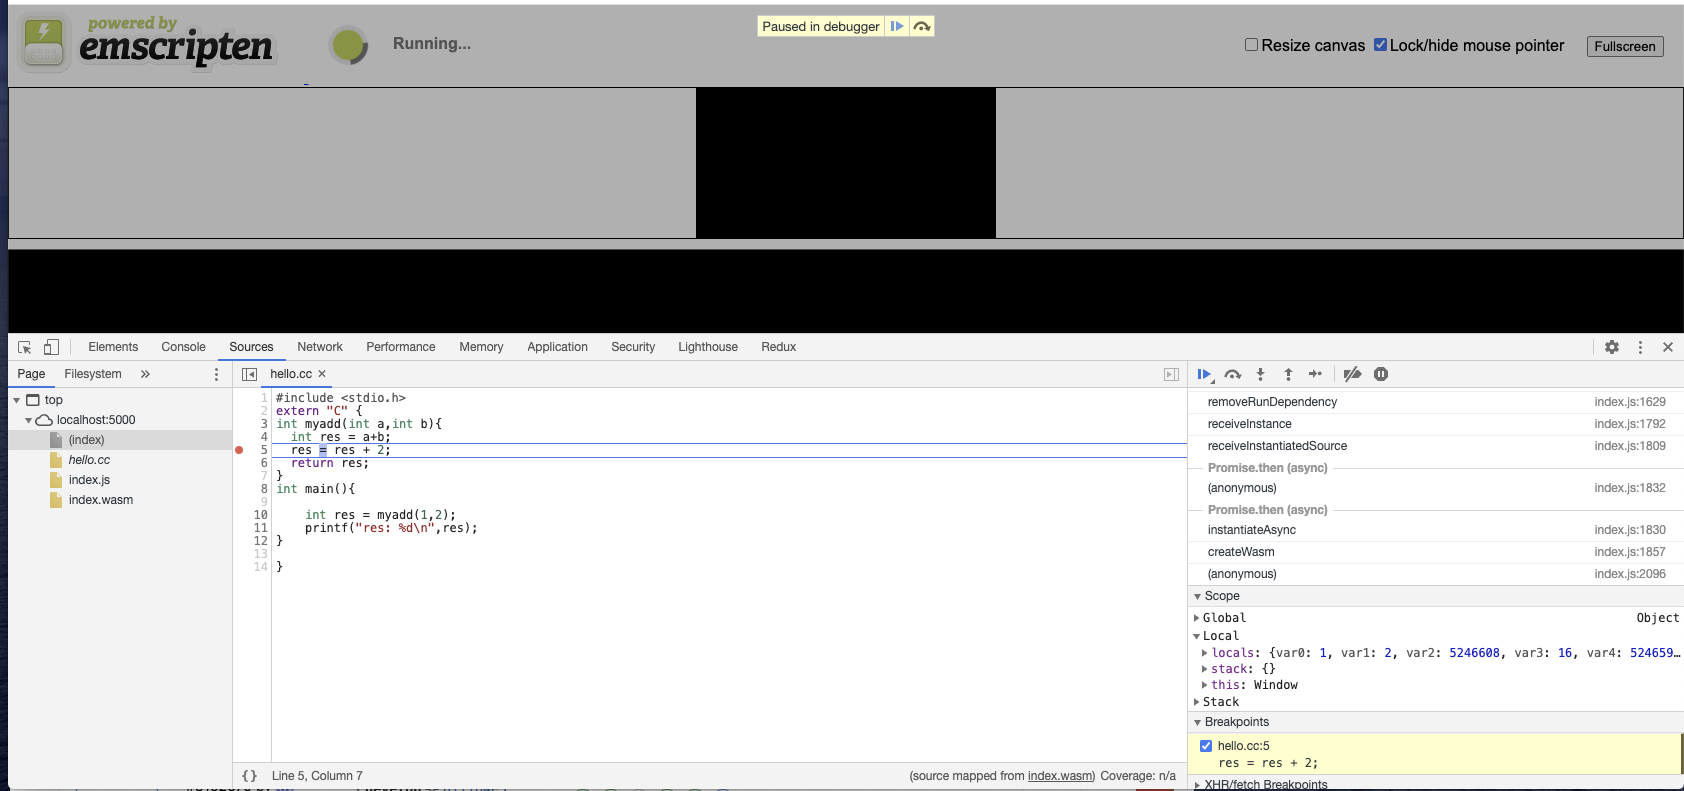 powered by
emscripten
Running...
Paused in debugger
Resize canvas
Lock/hide mouse pointer
Fullscreen
Elements Console Sources Network Performance Memory Application Security Lighthouse Redux
Page Filesystem »
hello.cc ×
top
localhost:5000
(index)
hello.cc
index.js
index.wasm
1 #include <stdio.h>
2 extern "C" {
3 int myadd(int a,int b){
4 int res = a+b;
5 res = res + 2;
6 return res;
7 }
8 int main(){
9
10 int res = myadd(1,2);
11 printf("res: %d\n",res);
12 }
13
14 }
{} Line 5, Column 7
(source mapped from index.wasm) Coverage: n/a
removeRunDependency index.js:1629
receiveInstance index.js:1792
receiveInstantiatedSource index.js:1809
Promise.then (async)
(anonymous) index.js:1832
Promise.then (async)
instantiateAsync index.js:1830
createWasm index.js:1857
(anonymous) index.js:2096
Scope
Global Object
Local
locals: {var0: 1, var1: 2, var2: 5246608, var3: 16, var4: 524659…
stack: {}
this: Window
Stack
Breakpoints
hello.cc:5
res = res + 2;
XHR/fetch Breakpoints